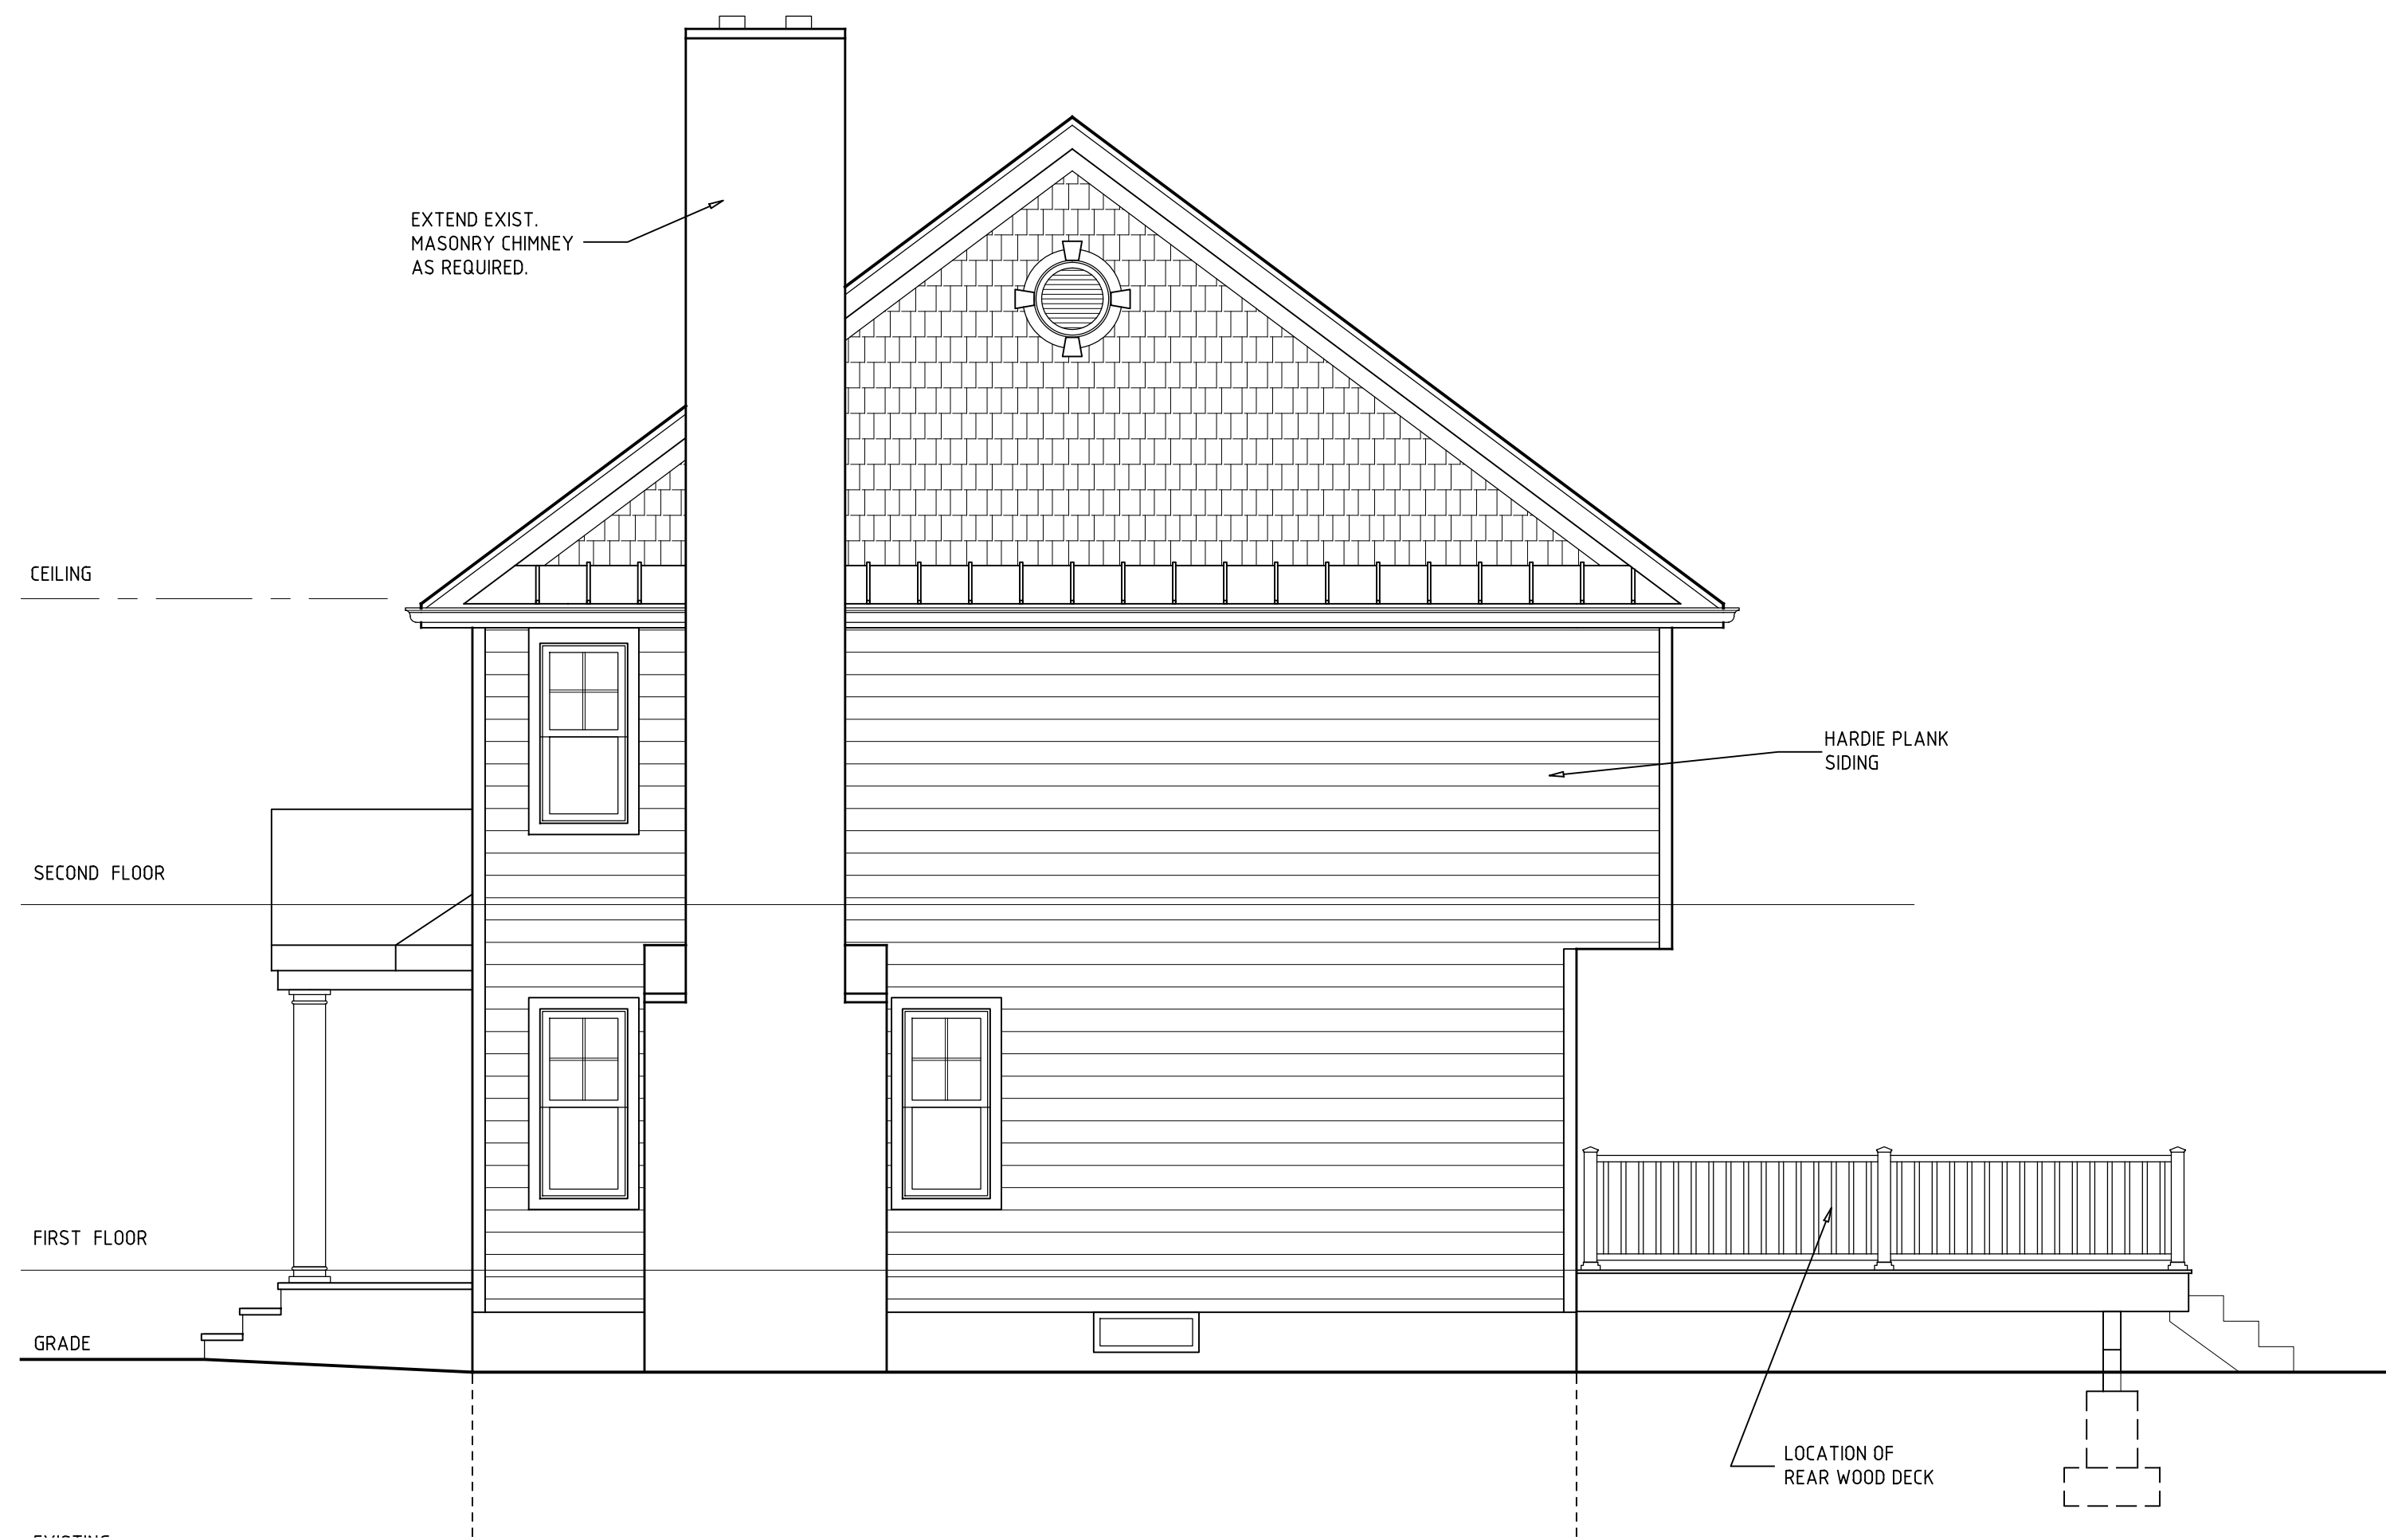 EXTEND EXIST.
MASONRY CHIMNEY
AS REQUIRED.
CEILING
HARDIE PLANK
SIDING
SECOND FLOOR
FIRST FLOOR
GRADE
LOCATION OF
REAR WOOD DECK